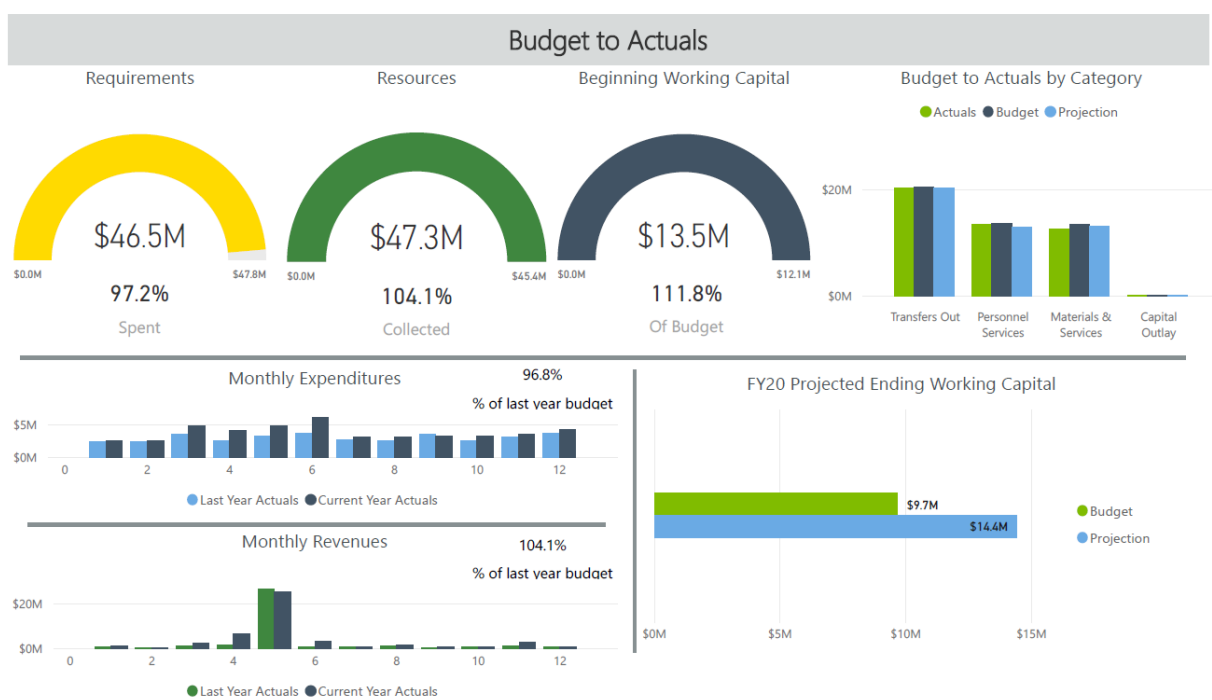 Budget to Actuals
Requirements
$46.5M
$0.0M
$47.8M
97.2%
Spent
Resources
$47.3M
$0.0M
$45.4M
104.1%
Collected
Beginning Working Capital
$13.5M
$0.0M
$12.1M
111.8%
Of Budget
Budget to Actuals by Category
Actuals Budget Projection
$20M
$0M
Transfers Out
Personnel
Services
Materials &
Services
Capital
Outlay
Monthly Expenditures
96.8%
% of last year budget
$5M
$0M
0 2 4 6 8 10 12
Last Year Actuals Current Year Actuals
Monthly Revenues
104.1%
% of last year budget
$20M
$0M
0 2 4 6 8 10 12
Last Year Actuals Current Year Actuals
FY20 Projected Ending Working Capital
$9.7M
$14.4M
Budget
Projection
$0M $5M $10M $15M